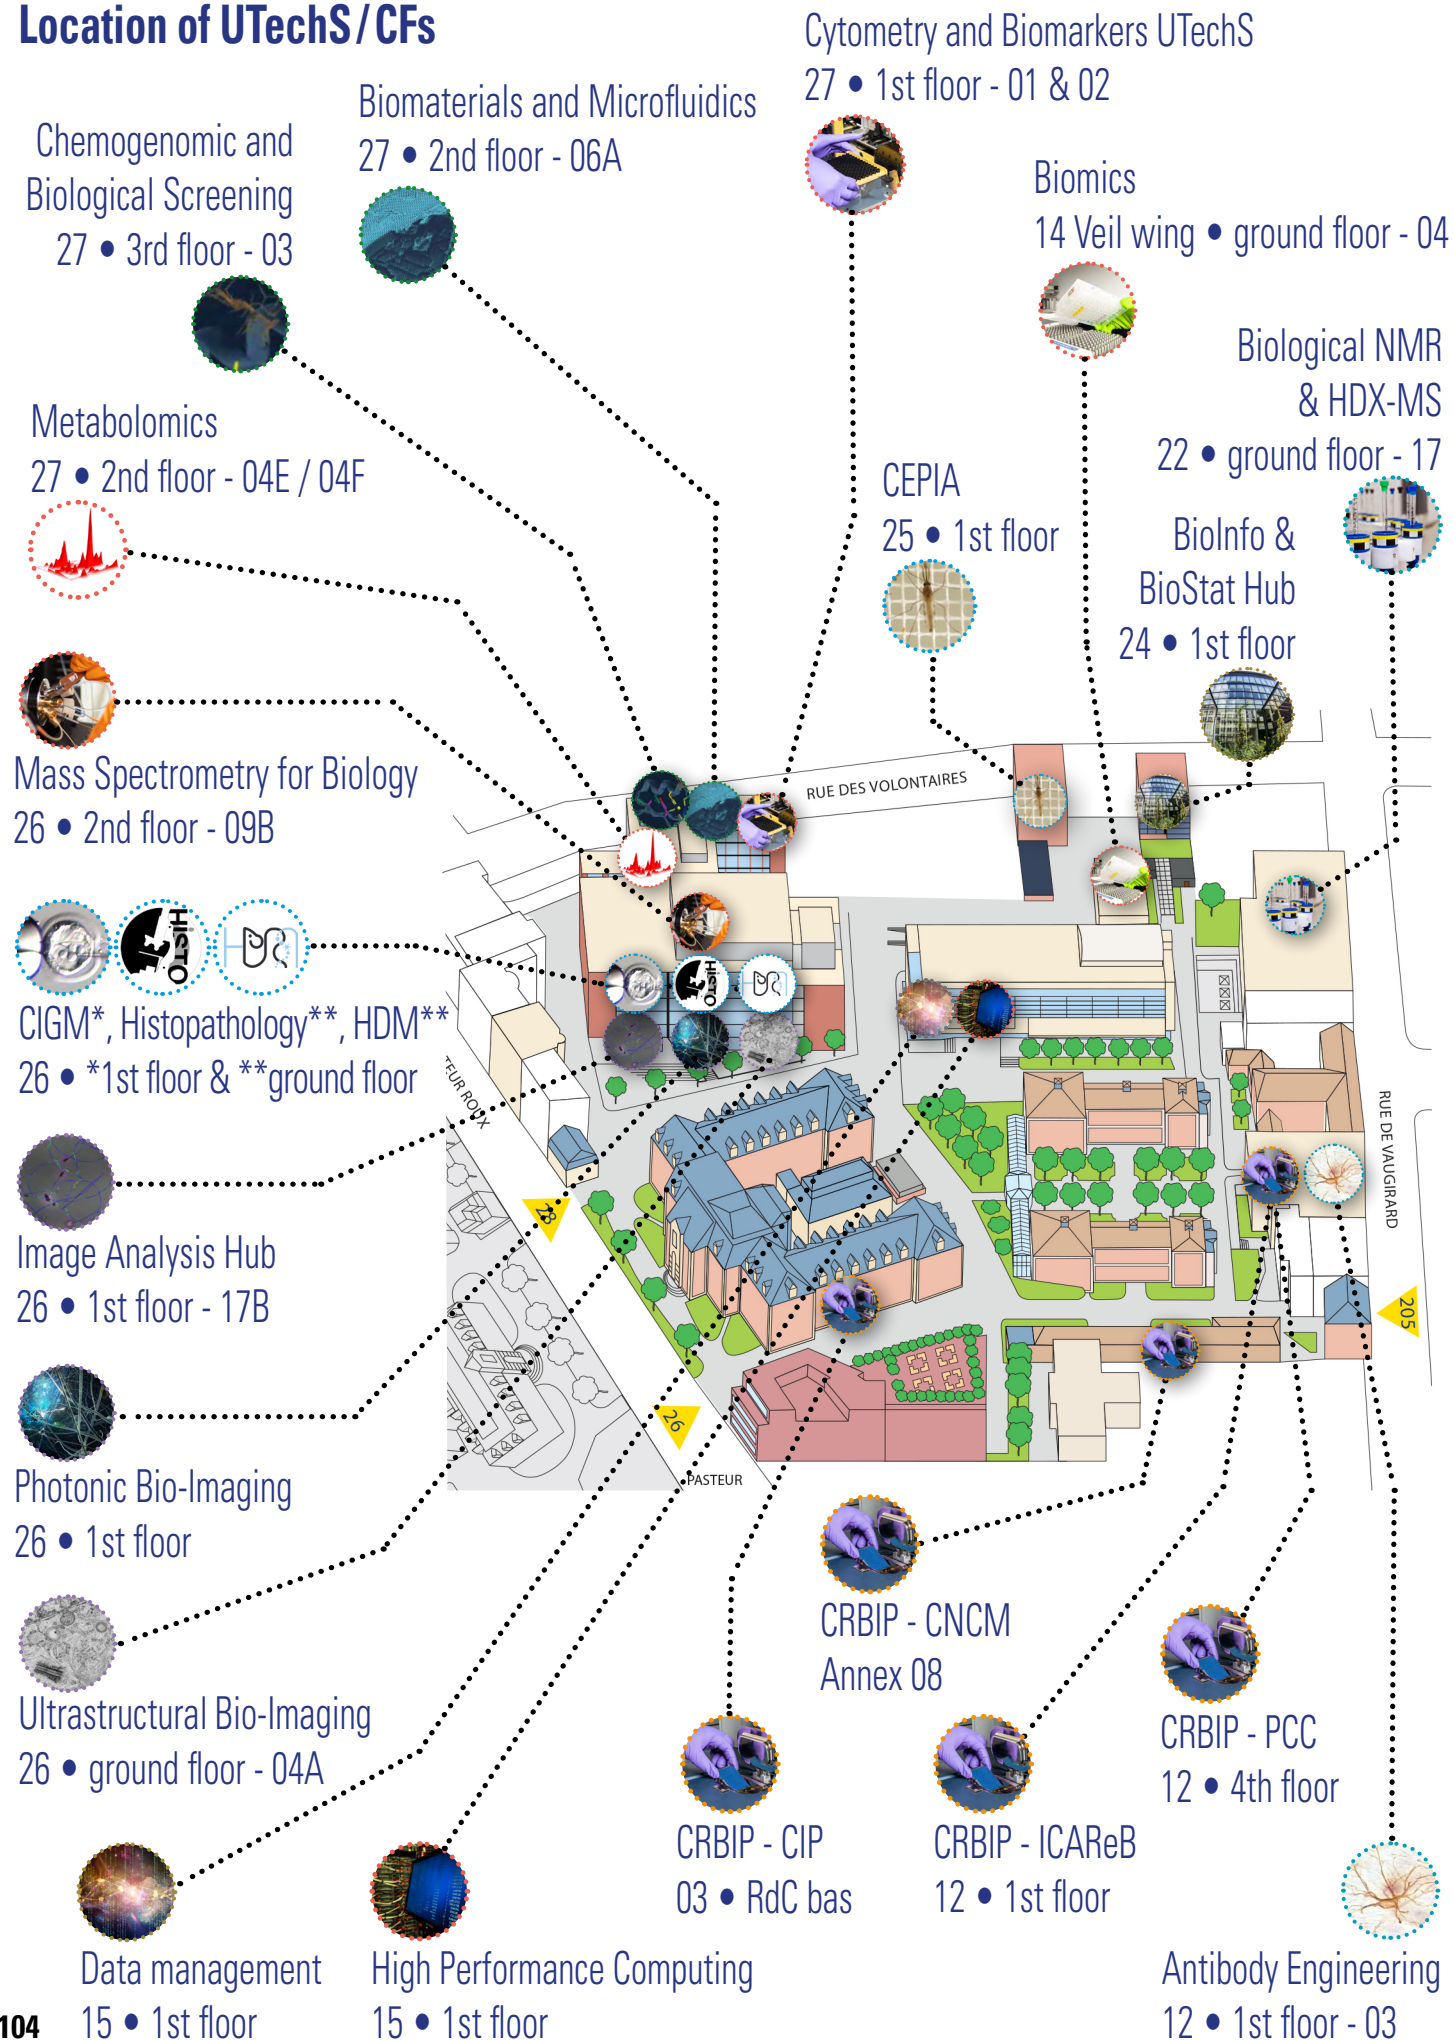 Location of UTechS / CFs
Cytometry and Biomarkers UTechS
27 • 1st floor - 01 & 02
Biomaterials and Microfluidics
27 • 2nd floor - 06A
Chemogenomic and
Biological Screening
27 • 3rd floor - 03
Biomics
14 Veil wing • ground floor - 04
Biological NMR
& HDX-MS
22 • ground floor - 17
Metabolomics
27 • 2nd floor - 04E / 04F
CEPIA
25 • 1st floor
BioInfo &
BioStat Hub
24 • 1st floor
Mass Spectrometry for Biology
26 • 2nd floor - 09B
RUE DES VOLONTAIRES
HISTO
HDM
CIGM*, Histopathology**, HDM**
26 • *1st floor & **ground floor
HISTO
TEUR ROUX
RUE DE VAUGIRARD
28
205
26
PASTEUR
Image Analysis Hub
26 • 1st floor - 17B
Photonic Bio-Imaging
26 • 1st floor
Ultrastructural Bio-Imaging
26 • ground floor - 04A
CRBIP - CNCM
Annex 08
CRBIP - PCC
12 • 4th floor
CRBIP - CIP
03 • RdC bas
CRBIP - ICAReB
12 • 1st floor
Data management
15 • 1st floor
High Performance Computing
15 • 1st floor
Antibody Engineering
12 • 1st floor - 03
104